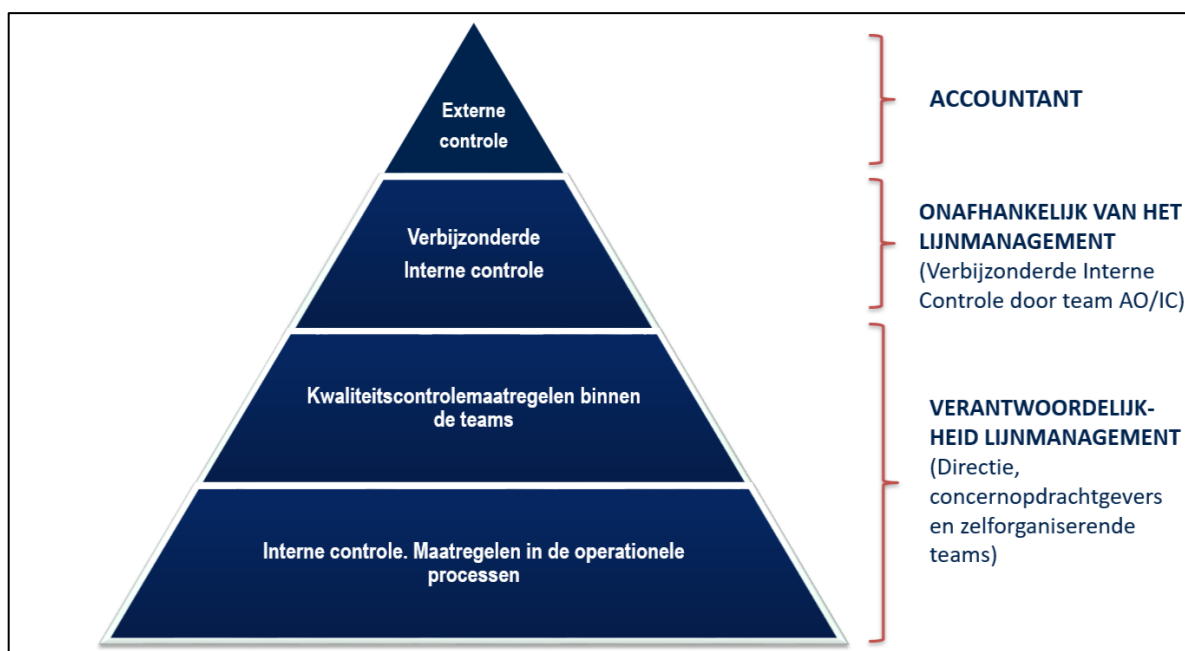 Externe
controle
ACCOUNTANT
Verbijzonderde
Interne controle
ONAFHANKELIJK VAN HET
LIJNMANAGEMENT
(Verbijzonderde Interne
Controle door team AO/IC)
Kwaliteitscontrolemaatregelen binnen
de teams
Interne controle. Maatregelen in de operationele
processen
VERANTWOORDELIJK-
HEID LIJNMANAGEMENT
(Directie,
concernopdrachtgevers
en zelforganiserende
teams)